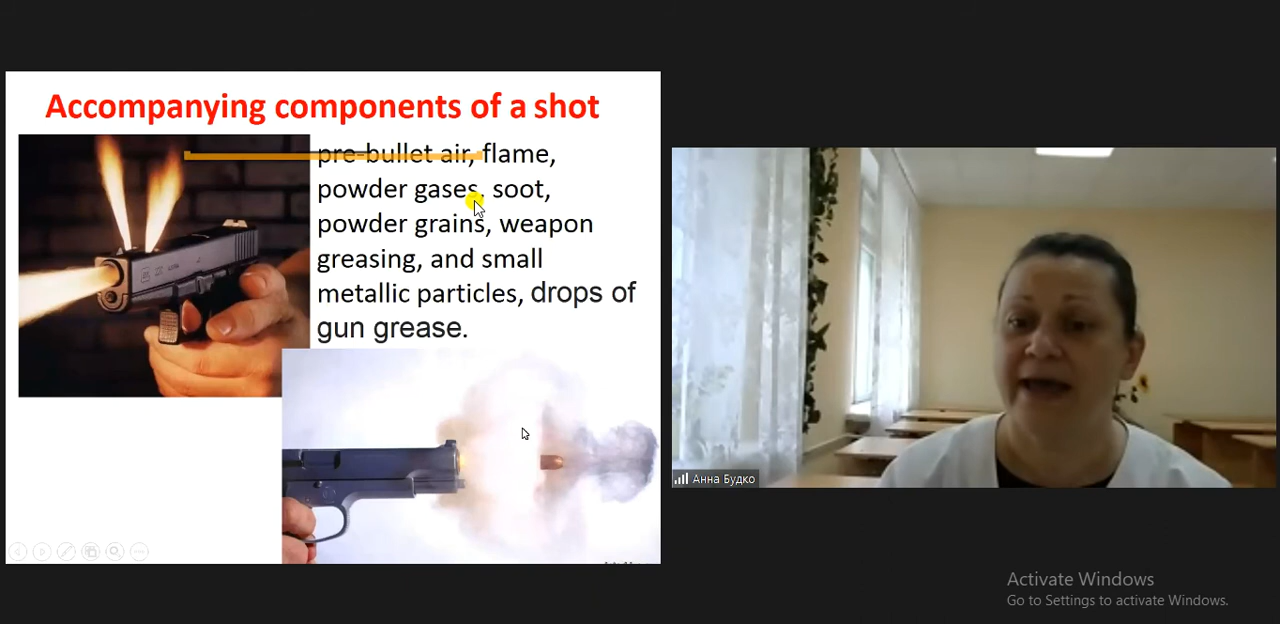 Accompanying components of a shot
pre-bullet air, flame,
powder gases, soot,
powder grains, weapon
greasing, and small
metallic particles, drops of
gun grease.
Анна Будко
Activate Windows
Go to Settings to activate Windows.